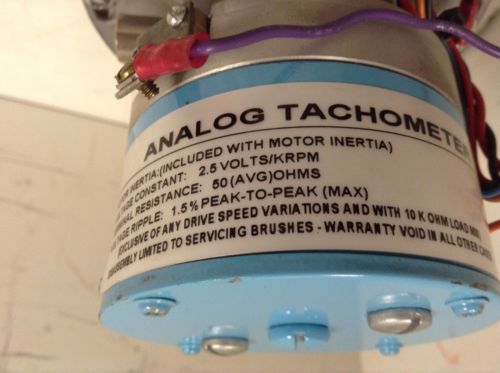 ANALOG TACHOMETER
INERTIA:(INCLUDED WITH MOTOR INERTIA)
CONSTANT: 2.5 VOLTS/KRPM
RESISTANCE: 50 (AVG)OHMS
RIPPLE: 1.5% PEAK-TO-PEAK (MAX)
EXCLUSIVE OF ANY DRIVE SPEED VARIATIONS AND WITH 10 K OHM LOAD MIN
LIMITED TO SERVICING BRUSHES - WARRANTY VOID IN ALL OTHER